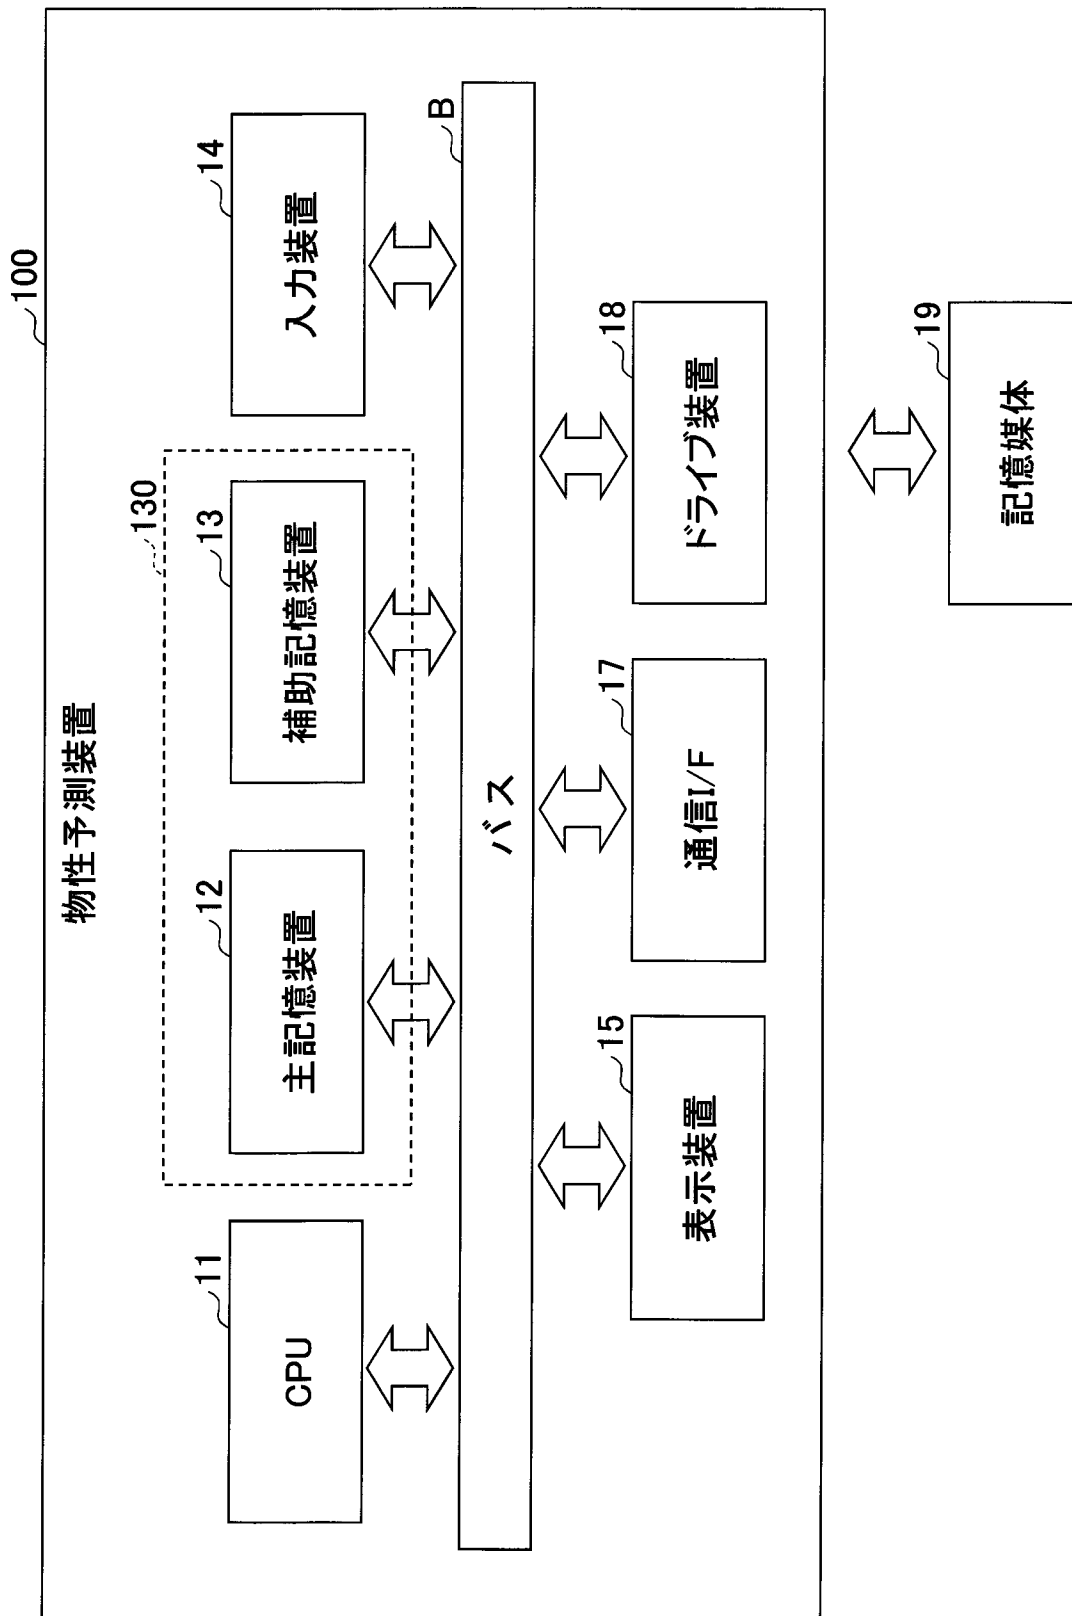 100
物性予測装置
130
11
CPU
12
主記憶装置
13
補助記憶装置
14
入力装置
B
バス
15
表示装置
17
通信I/F
18
ドライブ装置
19
記憶媒体